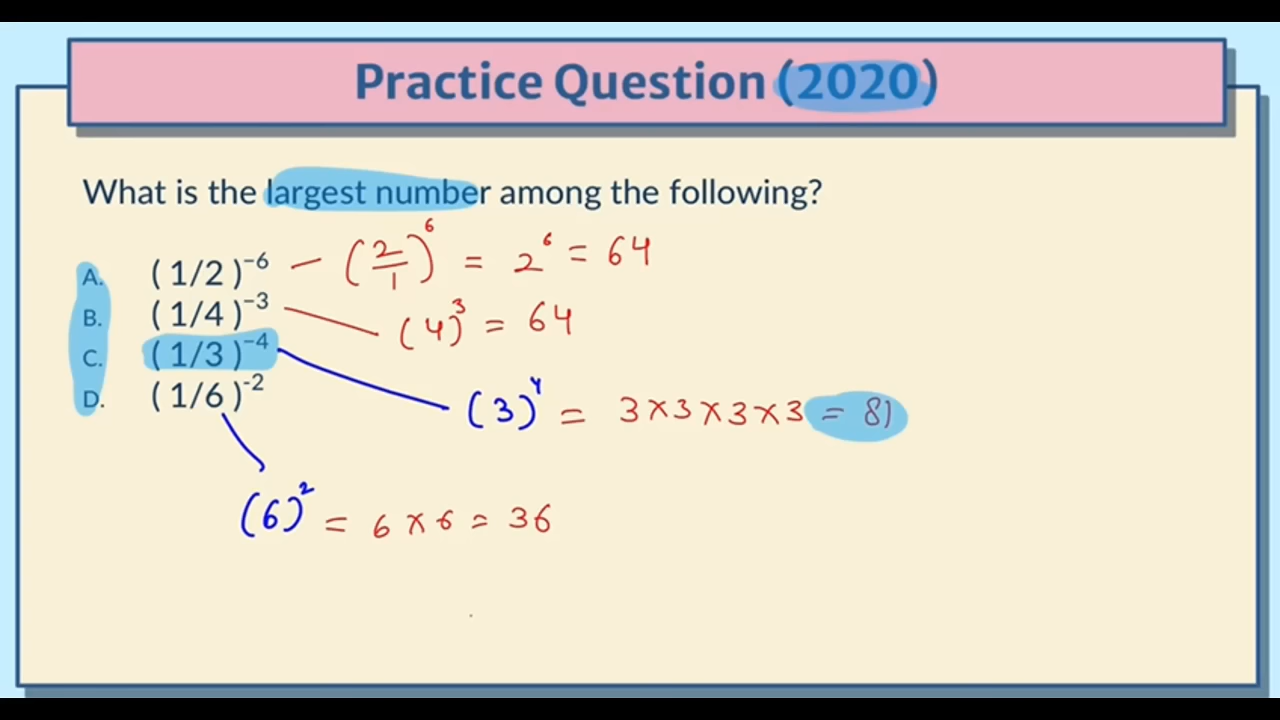 Practice Question (2020)
What is the largest number among the following?
A. (1/2)⁻⁶ — (2/1)⁶ = 2⁶ = 64
B. (1/4)⁻³ (4)³ = 64
C. (1/3)⁻⁴ (3)⁴ = 3×3×3×3 = 81
D. (1/6)⁻²
(6)² = 6 × 6 = 36